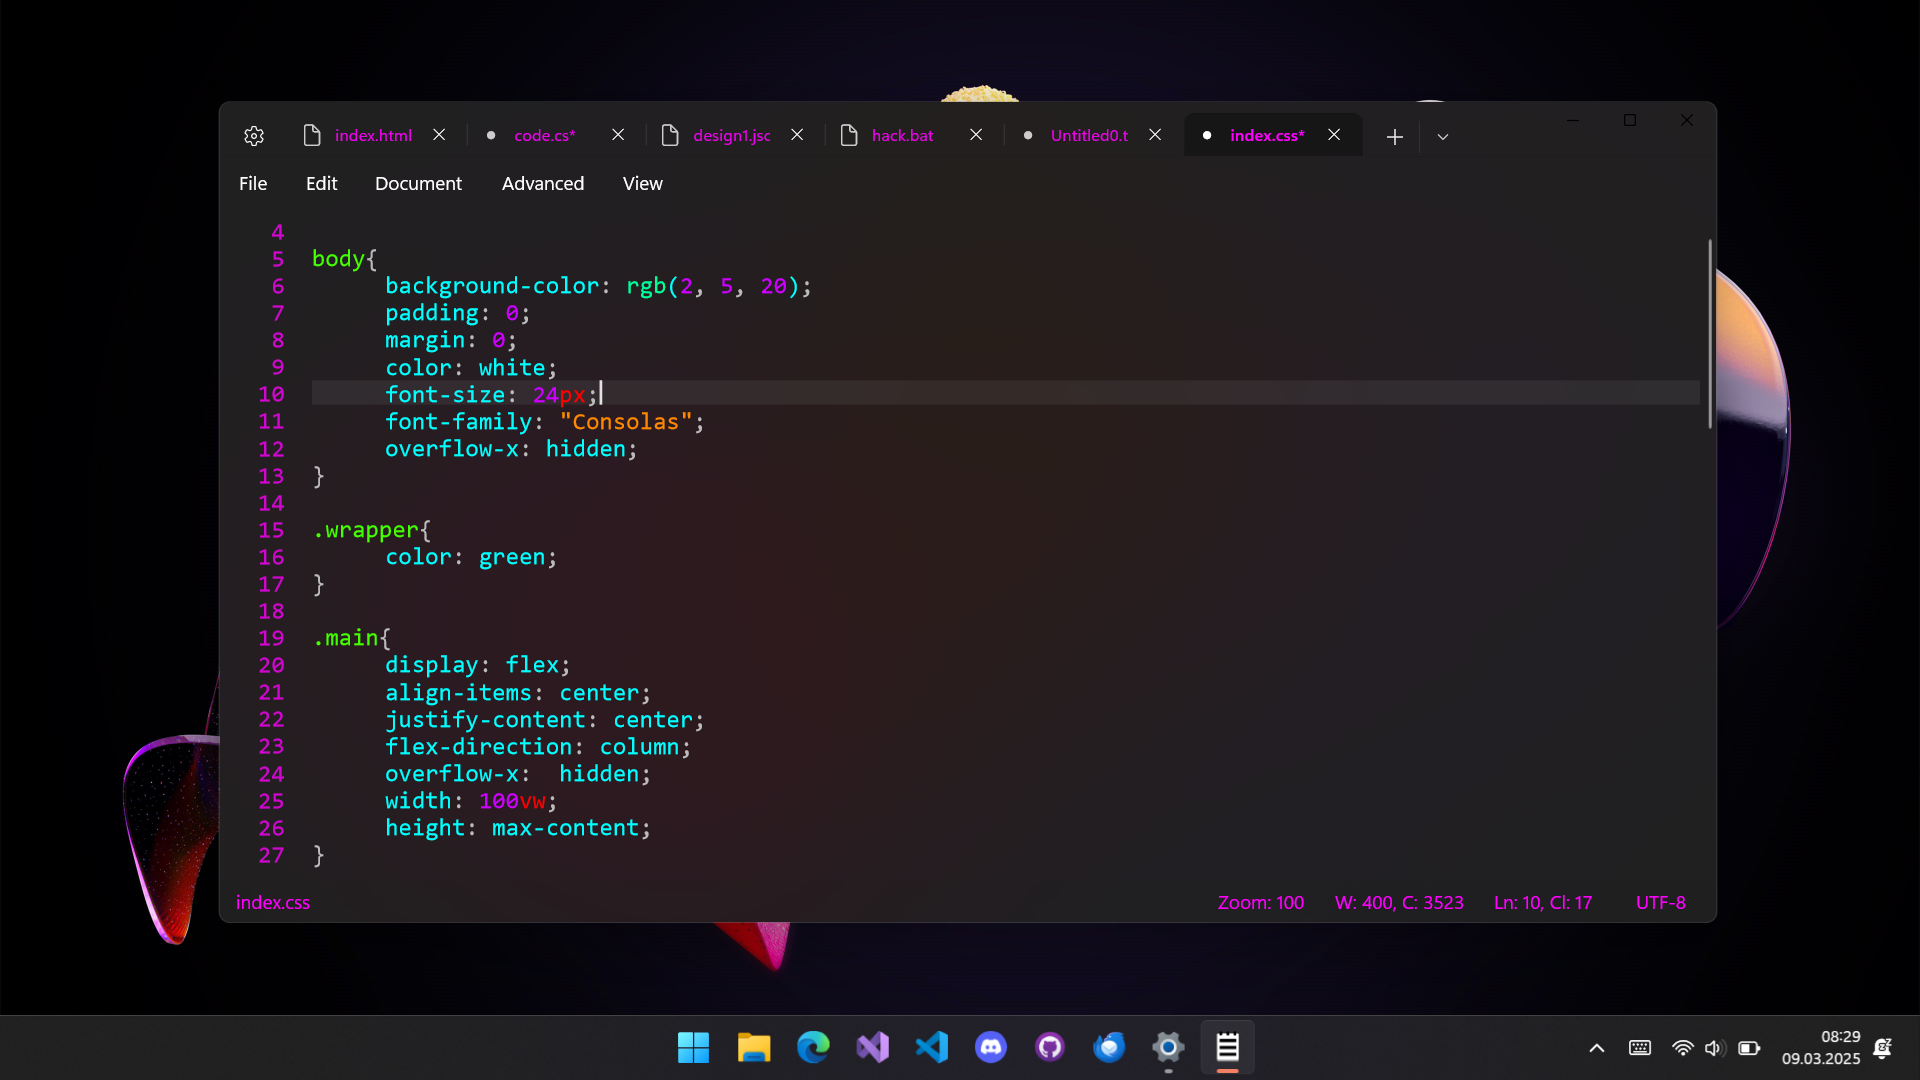 index.html code.cs* design1.jsc hack.bat Untitled0.t index.css*
File Edit Document Advanced View
4
5 body{
6 background-color: rgb(2, 5, 20);
7 padding: 0;
8 margin: 0;
9 color: white;
10 font-size: 24px;
11 font-family: "Consolas";
12 overflow-x: hidden;
13 }
14
15 .wrapper{
16 color: green;
17 }
18
19 .main{
20 display: flex;
21 align-items: center;
22 justify-content: center;
23 flex-direction: column;
24 overflow-x:  hidden;
25 width: 100vw;
26 height: max-content;
27 }
index.css Zoom: 100 W: 400, C: 3523 Ln: 10, Cl: 17 UTF-8
08:29
09.03.2025